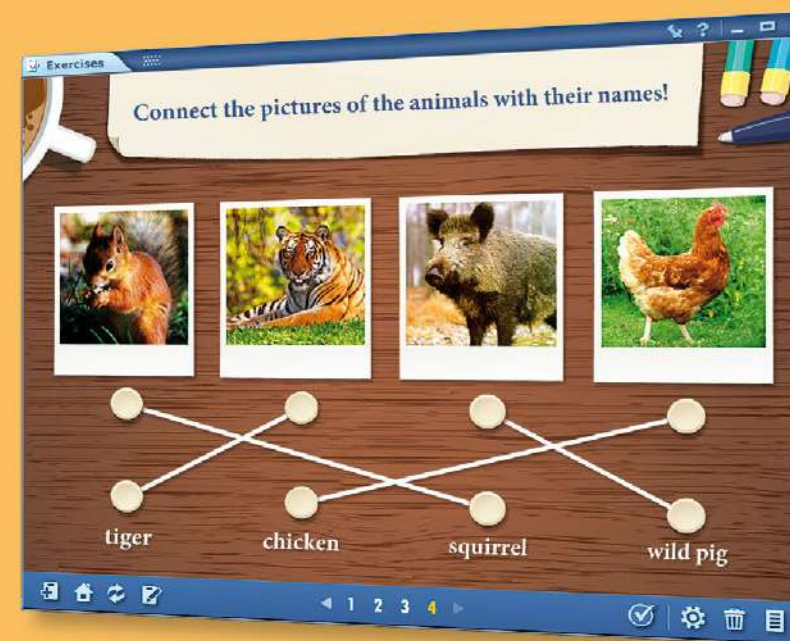 Exercises
Connect the pictures of the animals with their names!
tiger
chicken
squirrel
wild pig
1 2 3 4